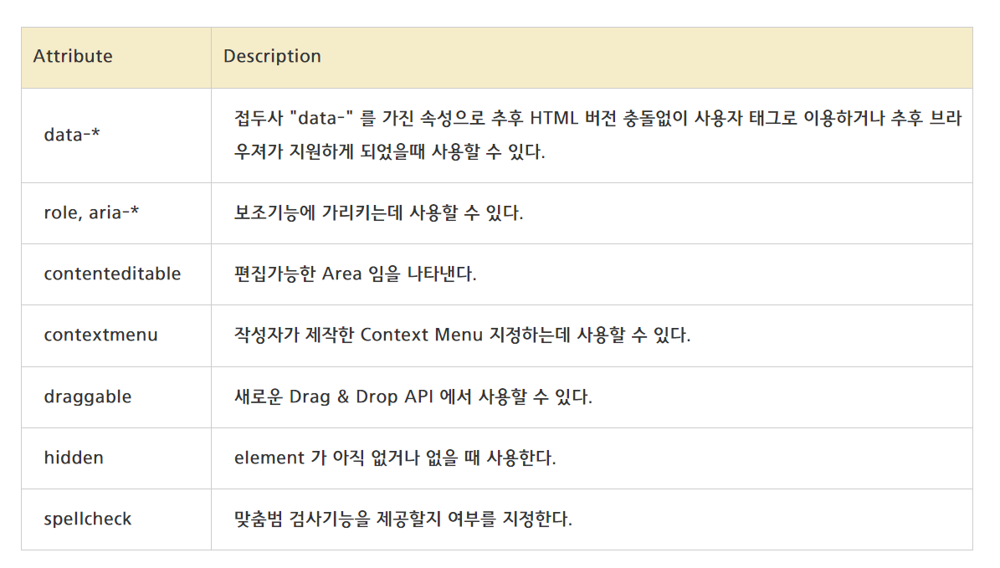 Attribute Description
data-* 접두사 "data-" 를 가진 속성으로 추후 HTML 버전 충돌없이 사용자 태그로 이용하거나 추후 브라
우져가 지원하게 되었을때 사용할 수 있다.
role, aria-* 보조기능에 가리키는데 사용할 수 있다.
contenteditable 편집가능한 Area 임을 나타낸다.
contextmenu 작성자가 제작한 Context Menu 지정하는데 사용할 수 있다.
draggable 새로운 Drag & Drop API 에서 사용할 수 있다.
hidden element 가 아직 없거나 없을 때 사용한다.
spellcheck 맞춤범 검사기능을 제공할지 여부를 지정한다.